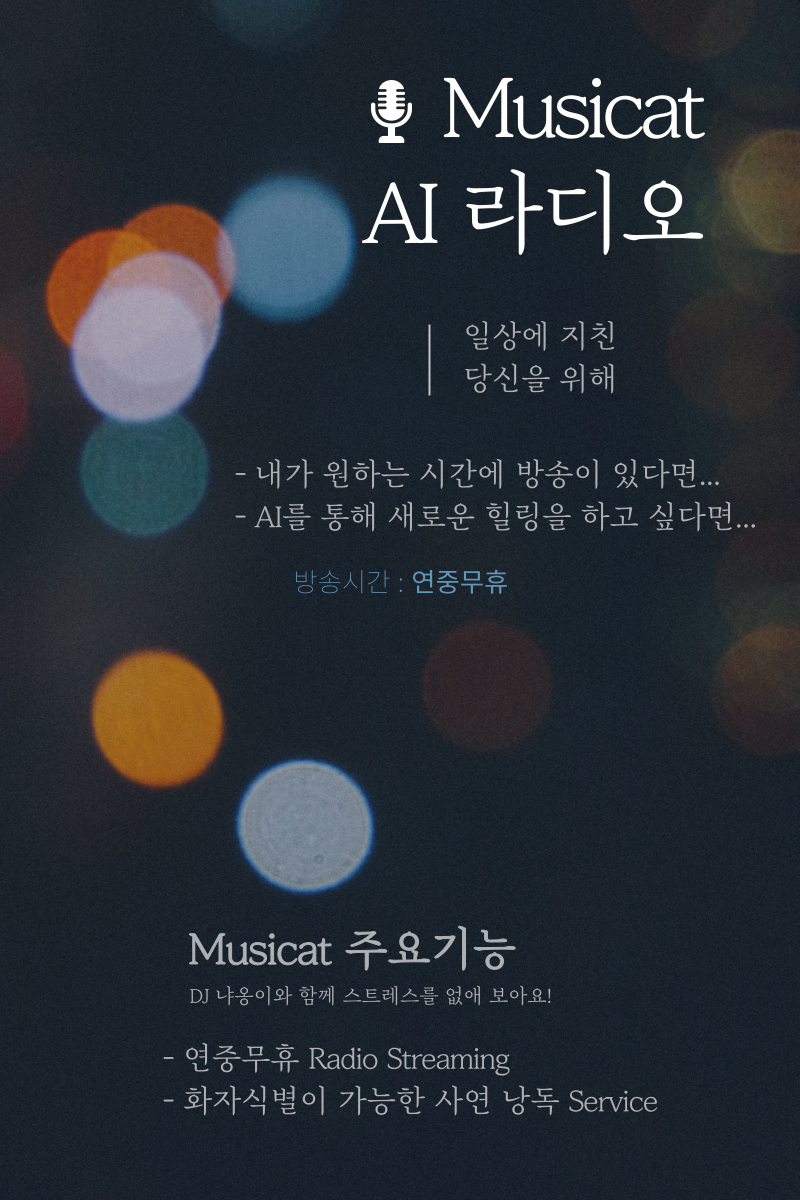 Musicat
AI 라디오
일상에 지친
당신을 위해
- 내가 원하는 시간에 방송이 있다면...
- AI를 통해 새로운 힐링을 하고 싶다면...
방송시간 : 연중무휴
Musicat 주요기능
DJ 냐옹이와 함께 스트레스를 없애 보아요!
- 연중무휴 Radio Streaming
- 화자식별이 가능한 사연 낭독 Service